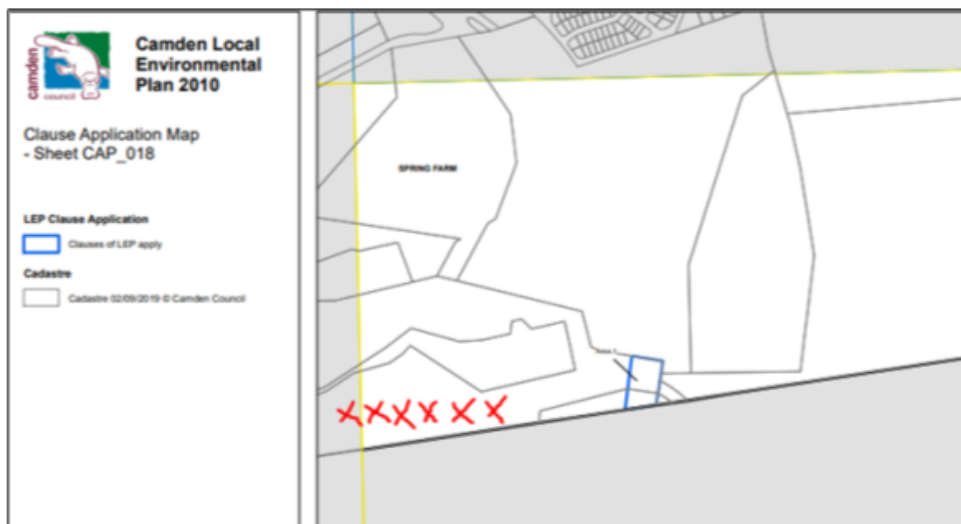 camden
council
Camden Local
Environmental
Plan 2010
Clause Application Map
- Sheet CAP_018
LEP Clause Application
Clauses of LEP apply
Cadastre
Cadastre 02/09/2019 © Camden Council
SPRING FARM